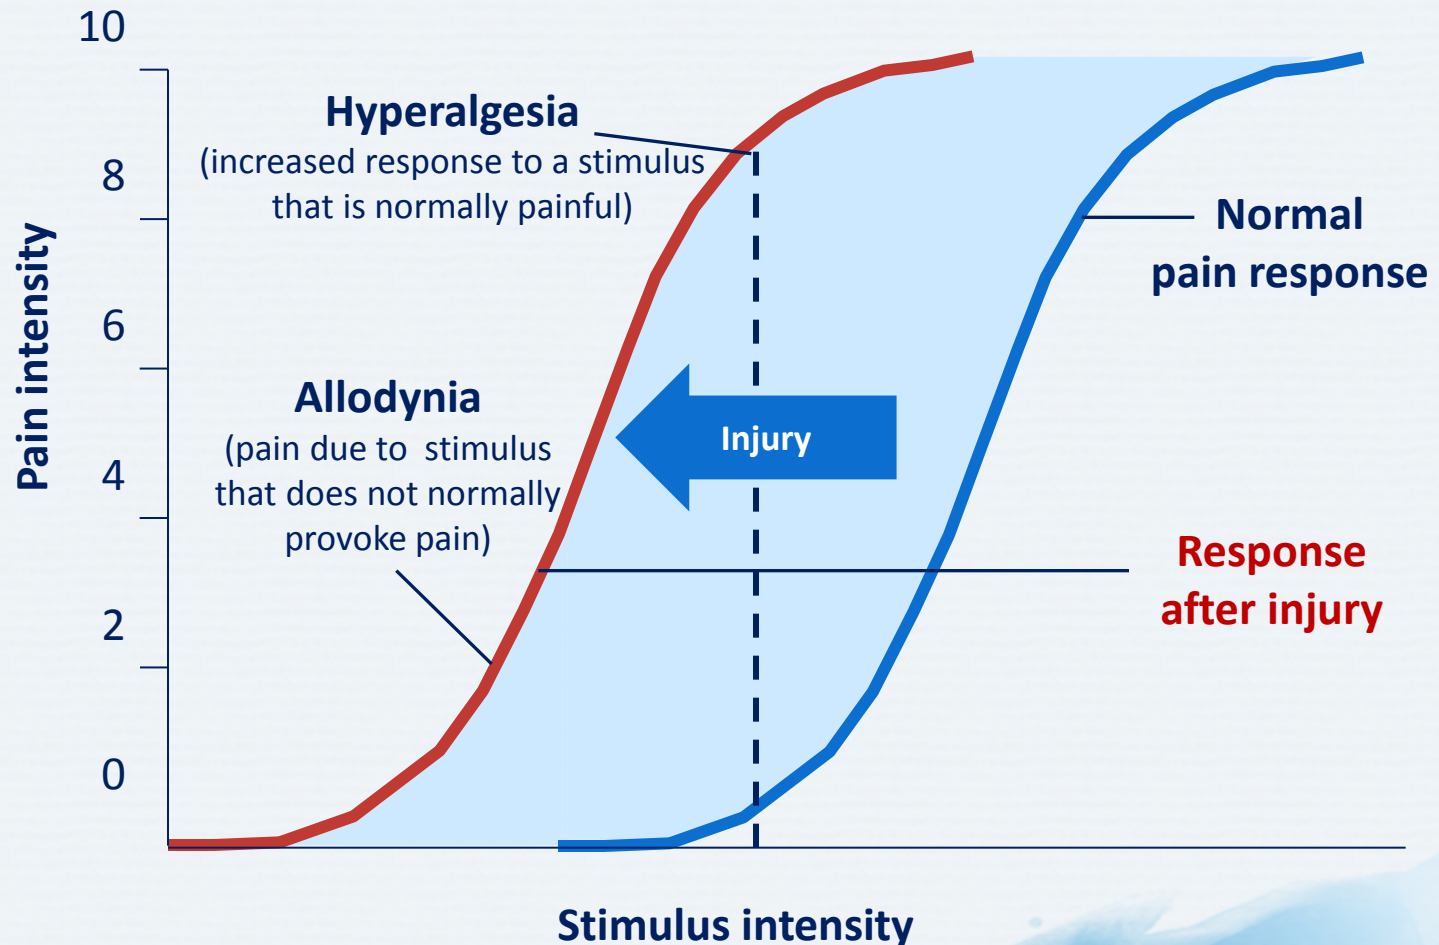 10
8
6
4
2
0
Pain intensity
Hyperalgesia
(increased response to a stimulus
that is normally painful)
Normal
pain response
Allodynia
(pain due to  stimulus
that does not normally
provoke pain)
Injury
Response
after injury
Stimulus intensity